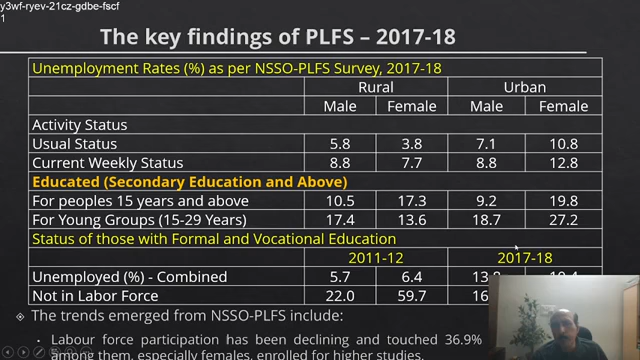 y3wf-ryev-21cz-gdbe-fscf
1
The key findings of PLFS – 2017-18
Unemployment Rates (%) as per NSSO-PLFS Survey, 2017-18
Rural Urban
Male Female Male Female
Activity Status
Usual Status 5.8 3.8 7.1 10.8
Current Weekly Status 8.8 7.7 8.8 12.8
Educated (Secondary Education and Above)
For peoples 15 years and above 10.5 17.3 9.2 19.8
For Young Groups (15-29 Years) 17.4 13.6 18.7 27.2
Status of those with Formal and Vocational Education
2011-12 2017-18
Unemployed (%) - Combined 5.7 6.4
Not in Labor Force 22.0 59.7 16
The trends emerged from NSSO-PLFS include:
Labour force participation has been declining and touched 36.9%
among them, especially females, enrolled for higher studies.